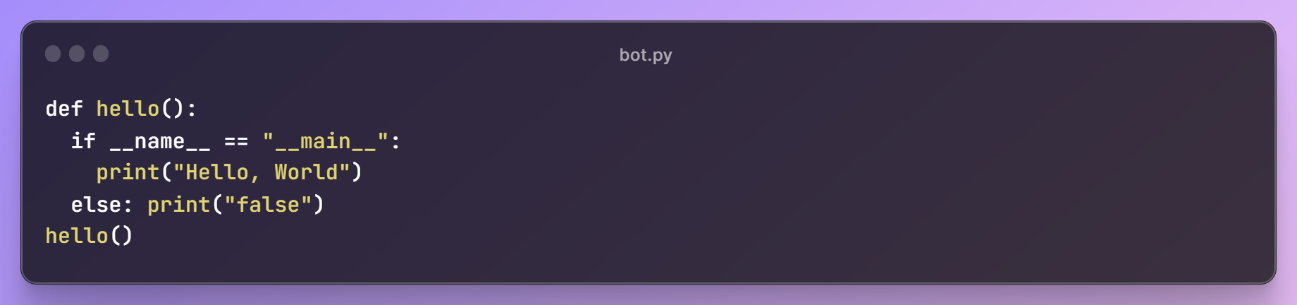 bot.py
def hello():
  if __name__ == "__main__":
    print("Hello, World")
  else: print("false")
hello()